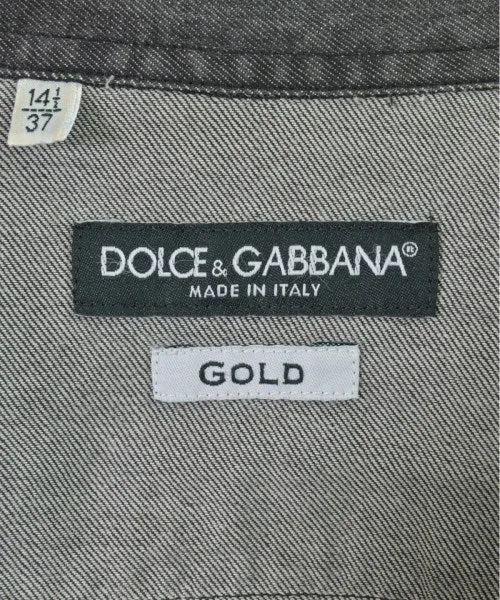 14½
37
DOLCE & GABBANA®
MADE IN ITALY
GOLD